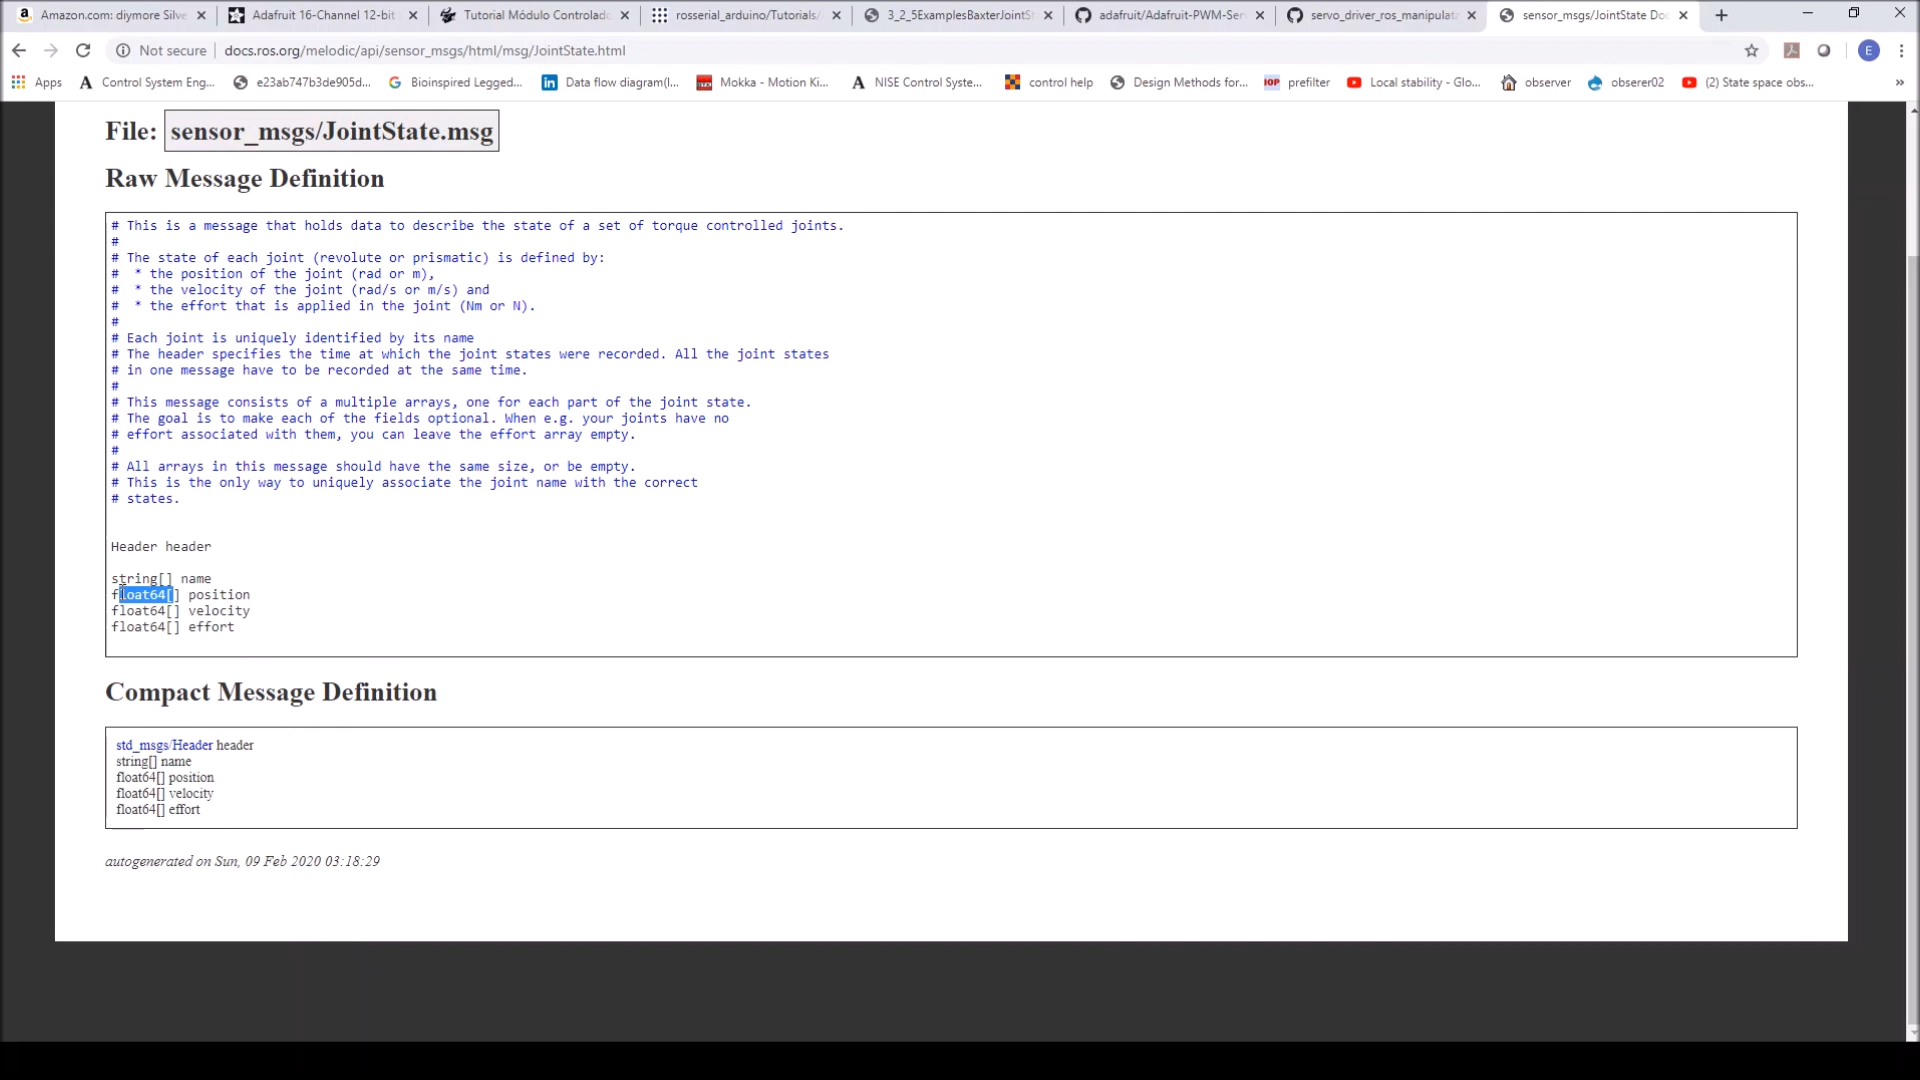 Amazon.com: diymore Silve
Adafruit 16-Channel 12-bit
Tutorial Módulo Controlado
rosserial_arduino/Tutorials/
3_2_5ExamplesBaxterJointSt
adafruit/Adafruit-PWM-Ser
servo_driver_ros_manipulat
sensor_msgs/JointState Doc
Not secure
docs.ros.org/melodic/api/sensor_msgs/html/msg/JointState.html
E
Apps
Control System Eng...
e23ab747b3de905d...
Bioinspired Legged...
Data flow diagram(l...
Mokka - Motion Ki...
NISE Control Syste...
control help
Design Methods for...
IOP prefilter
Local stability - Glo...
observer
obserer02
(2) State space obs...
File: sensor_msgs/JointState.msg
Raw Message Definition
# This is a message that holds data to describe the state of a set of torque controlled joints.
#
# The state of each joint (revolute or prismatic) is defined by:
#  * the position of the joint (rad or m),
#  * the velocity of the joint (rad/s or m/s) and
#  * the effort that is applied in the joint (Nm or N).
#
# Each joint is uniquely identified by its name
# The header specifies the time at which the joint states were recorded. All the joint states
# in one message have to be recorded at the same time.
#
# This message consists of a multiple arrays, one for each part of the joint state.
# The goal is to make each of the fields optional. When e.g. your joints have no
# effort associated with them, you can leave the effort array empty.
#
# All arrays in this message should have the same size, or be empty.
# This is the only way to uniquely associate the joint name with the correct
# states.
Header header
string[] name
float64[] position
float64[] velocity
float64[] effort
Compact Message Definition
std_msgs/Header header
string[] name
float64[] position
float64[] velocity
float64[] effort
autogenerated on Sun, 09 Feb 2020 03:18:29